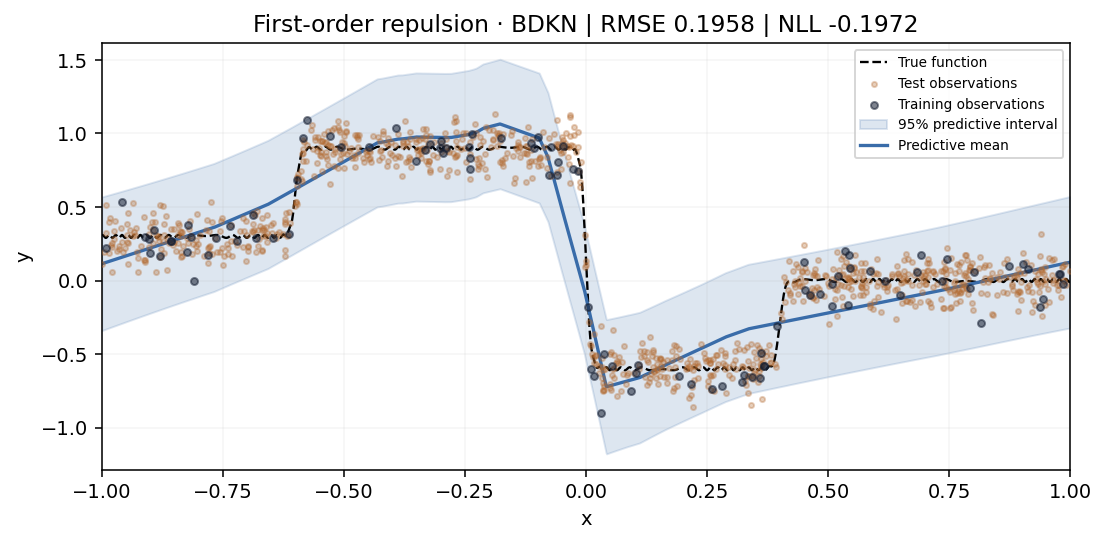 First-order repulsion · BDKN | RMSE 0.1958 | NLL -0.1972
True function
Test observations
Training observations
95% predictive interval
Predictive mean
y
1.5
1.0
0.5
0.0
−0.5
−1.0
−1.00
−0.75
−0.50
−0.25
0.00
0.25
0.50
0.75
1.00
x